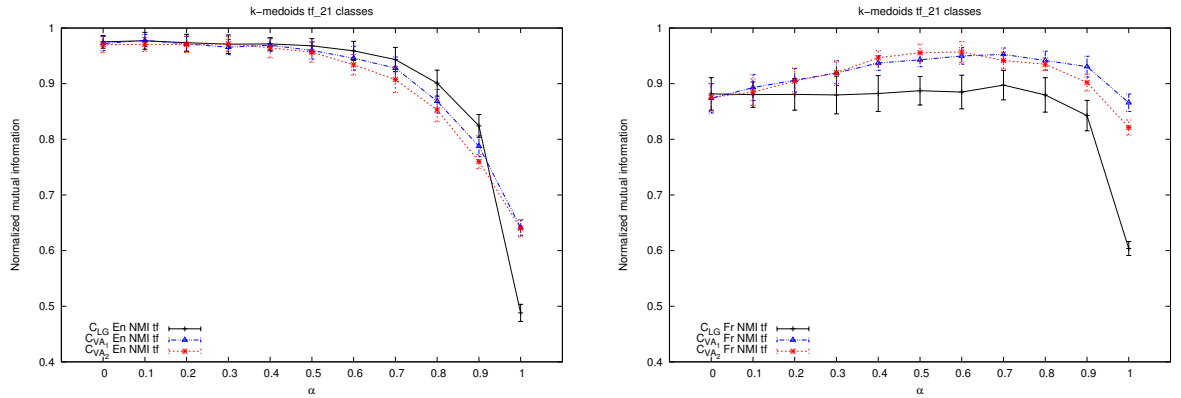 k-medoids tf_21 classes
Normalized mutual information
1
0.9
0.8
0.7
0.6
0.5
0.4
C_LG En NMI tf
C_VA_1 En NMI tf
C_VA_2 En NMI tf
0 0.1 0.2 0.3 0.4 0.5 0.6 0.7 0.8 0.9 1
α
k-medoids tf_21 classes
Normalized mutual information
1
0.9
0.8
0.7
0.6
0.5
0.4
C_LG Fr NMI tf
C_VA_1 Fr NMI tf
C_VA_2 Fr NMI tf
0 0.1 0.2 0.3 0.4 0.5 0.6 0.7 0.8 0.9 1
α